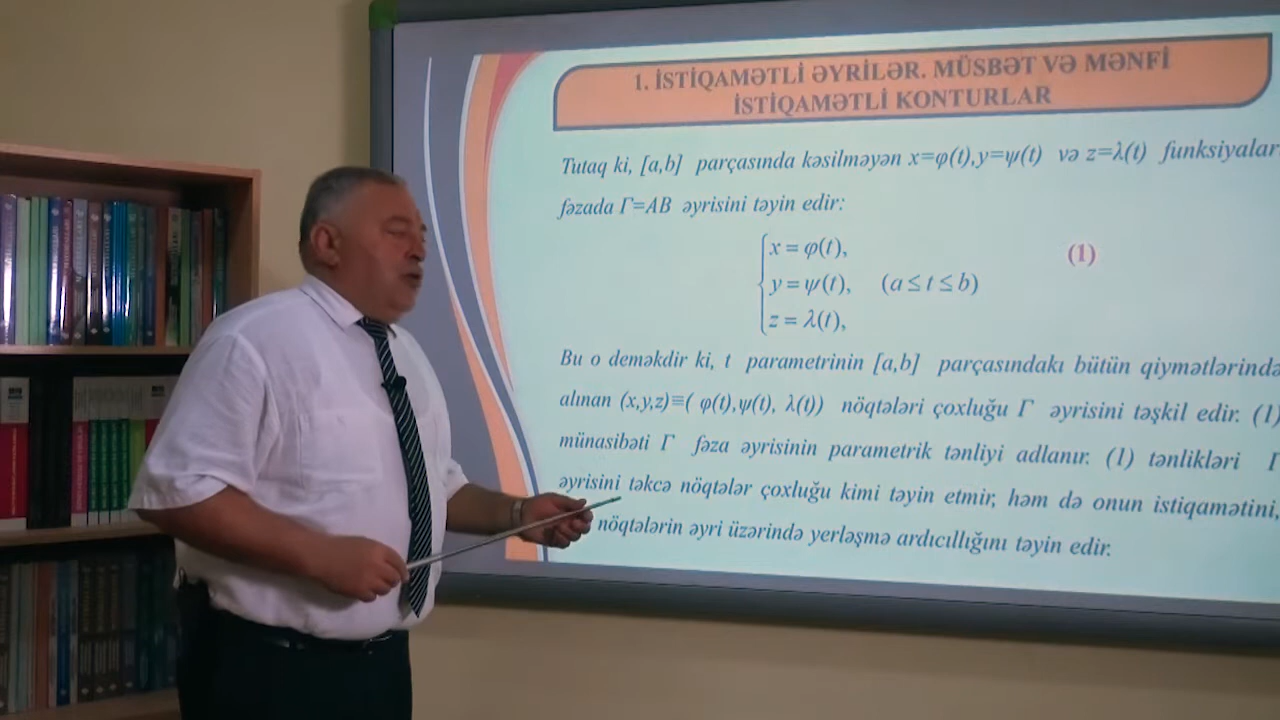 1. İSTİQAMƏTLİ ƏYRİLƏR. MÜSBƏT VƏ MƏNFİ
İSTİQAMƏTLİ KONTURLAR
Tutaq ki, [a,b] parçasında kəsilməyən x=φ(t),y=ψ(t) və z=λ(t) funksiyalar
fəzada Γ=AB əyrisini təyin edir:
x = φ(t),
y = ψ(t), (a ≤ t ≤ b) (1)
z = λ(t),
Bu o deməkdir ki, t parametrinin [a,b] parçasındakı bütün qiymətlərində
alınan (x,y,z)≡( φ(t),ψ(t), λ(t)) nöqtələri çoxluğu Γ əyrisini təşkil edir. (1)
münasibəti Γ fəza əyrisinin parametrik tənliyi adlanır. (1) tənlikləri Γ
əyrisini təkcə nöqtələr çoxluğu kimi təyin etmir, həm də onun istiqamətini,
nöqtələrin əyri üzərində yerləşmə ardıcıllığını təyin edir.